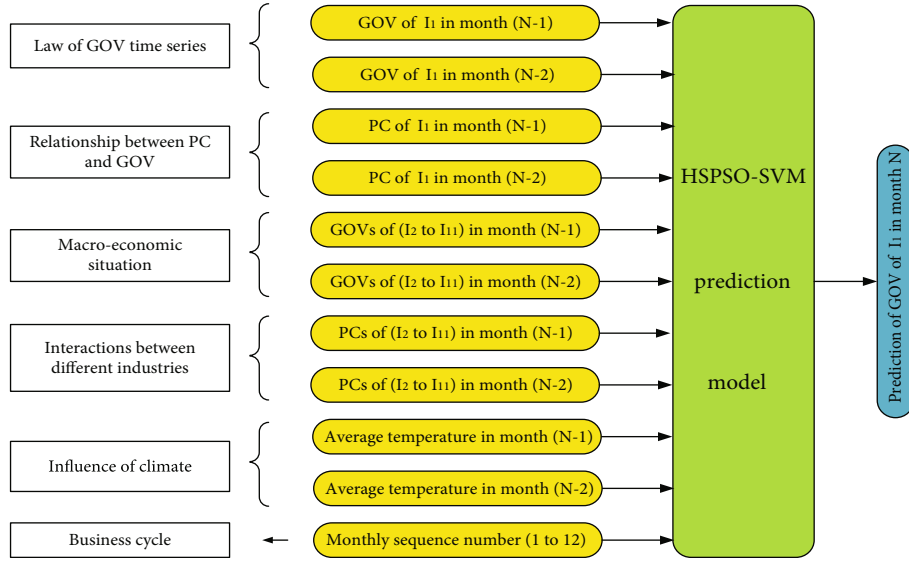 Law of GOV time series
Relationship between PC
and GOV
Macro-economic
situation
Interactions between
different industries
Influence of climate
Business cycle
GOV of I1 in month (N-1)
GOV of I1 in month (N-2)
PC of I1 in month (N-1)
PC of I1 in month (N-2)
GOVs of (I2 to I11) in month (N-1)
GOVs of (I2 to I11) in month (N-2)
PCs of (I2 to I11) in month (N-1)
PCs of (I2 to I11) in month (N-2)
Average temperature in month (N-1)
Average temperature in month (N-2)
Monthly sequence number (1 to 12)
HSPSO-SVM
prediction
model
Prediction of GOV of I1 in month N